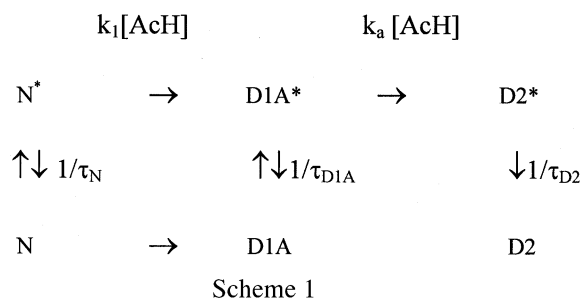 k₁[AcH] kₐ [AcH]
N* → D1A* → D2*
↑↓ 1/τN ↑↓1/τD1A ↓1/τD2
N → D1A D2
Scheme 1